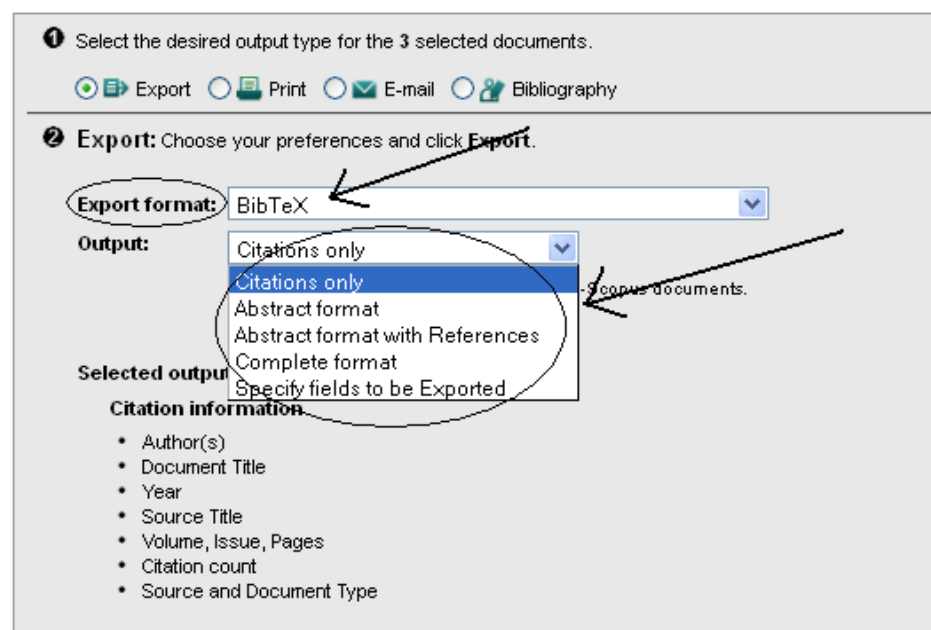 1 Select the desired output type for the 3 selected documents.
Export Print E-mail Bibliography
2 Export: Choose your preferences and click Export.
Export format: BibTeX
Output: Citations only
Citations only
-Scopus documents.
Abstract format
Abstract format with References
Complete format
Selected output
Specify fields to be Exported
Citation information
• Author(s)
• Document Title
• Year
• Source Title
• Volume, Issue, Pages
• Citation count
• Source and Document Type